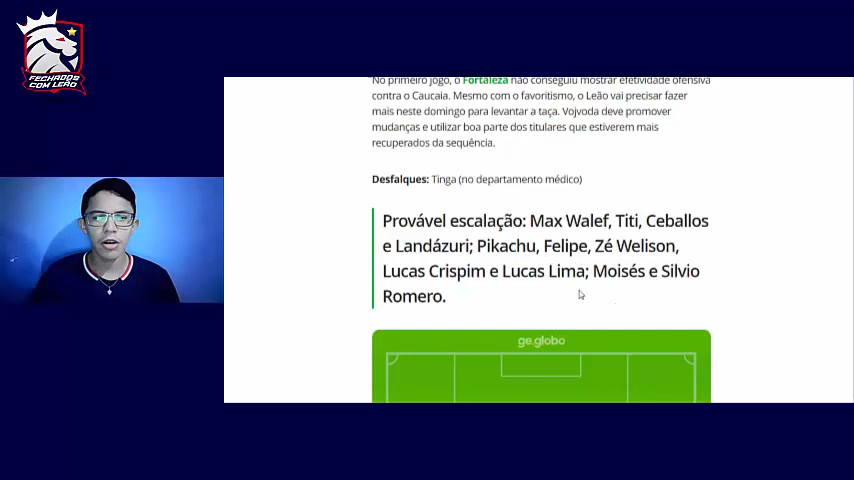 FECHADOS
COM LEÃO
No primeiro jogo, o Fortaleza não conseguiu mostrar efetividade ofensiva
contra o Caucaia. Mesmo com o favoritismo, o Leão vai precisar fazer
mais neste domingo para levantar a taça. Vojvoda deve promover
mudanças e utilizar boa parte dos titulares que estiverem mais
recuperados da sequência.
Desfalques: Tinga (no departamento médico)
Provável escalação: Max Walef, Titi, Ceballos
e Landázuri; Pikachu, Felipe, Zé Welison,
Lucas Crispim e Lucas Lima; Moisés e Silvio
Romero.
ge.globo